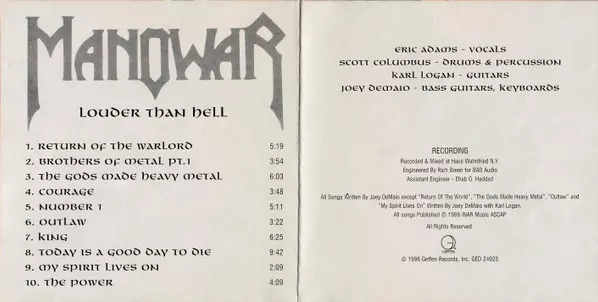 MANOWAR
LOUDER THAN HELL
1. RETURN OF THE WARLORD 5:19
2. BROTHERS OF METAL PT.1 3:54
3. THE GODS MADE HEAVY METAL 6:03
4. COURAGE 3:48
5. NUMBER 1 5:11
6. OUTLAW 3:22
7. KING 6:25
8. TODAY IS A GOOD DAY TO DIE 9:42
9. MY SPIRIT LIVES ON 2:09
10. THE POWER 4:09
ERIC ADAMS - VOCALS
SCOTT COLUMBUS - DRUMS & PERCUSSION
KARL LOGAN - GUITARS
JOEY DEMAIO - BASS GUITARS, KEYBOARDS
RECORDING
Recorded & Mixed at Haus Wahnfried N.Y.
Engineered By Rich Breen for BAB Audio
Assistant Engineer - Ehab G. Haddad
All Songs Written By Joey DeMaio except "Return Of The World", "The Gods Made Heavy Metal", "Outlaw" and
"My Spirit Lives On" Written By Joey DeMaio with Karl Logan.
All songs Published © 1996 INAR Music ASCAP
All Rights Reserved.
GEFFEN
© 1996 Geffen Records, Inc. GED 24925